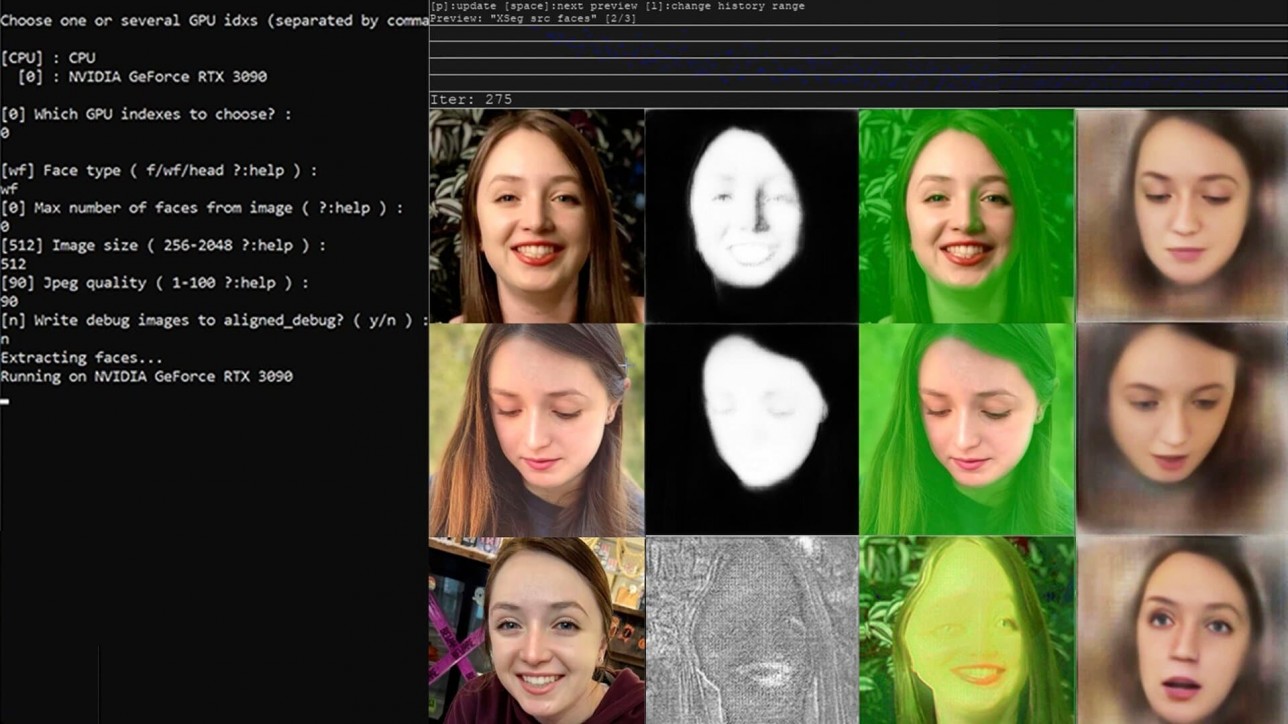 Choose one or several GPU idxs (separated by comma
[CPU] : CPU
[0] : NVIDIA GeForce RTX 3090
[0] Which GPU indexes to choose? :
0
[wf] Face type ( f/wf/head ?:help ) :
wf
[0] Max number of faces from image ( ?:help ) :
0
[512] Image size ( 256-2048 ?:help ) :
512
[90] Jpeg quality ( 1-100 ?:help ) :
90
[n] Write debug images to aligned_debug? ( y/n ) :
n
Extracting faces...
Running on NVIDIA GeForce RTX 3090
[p]:update [space]:next preview [l]:change history range
Preview: "XSeg src faces" [2/3]
Iter: 275